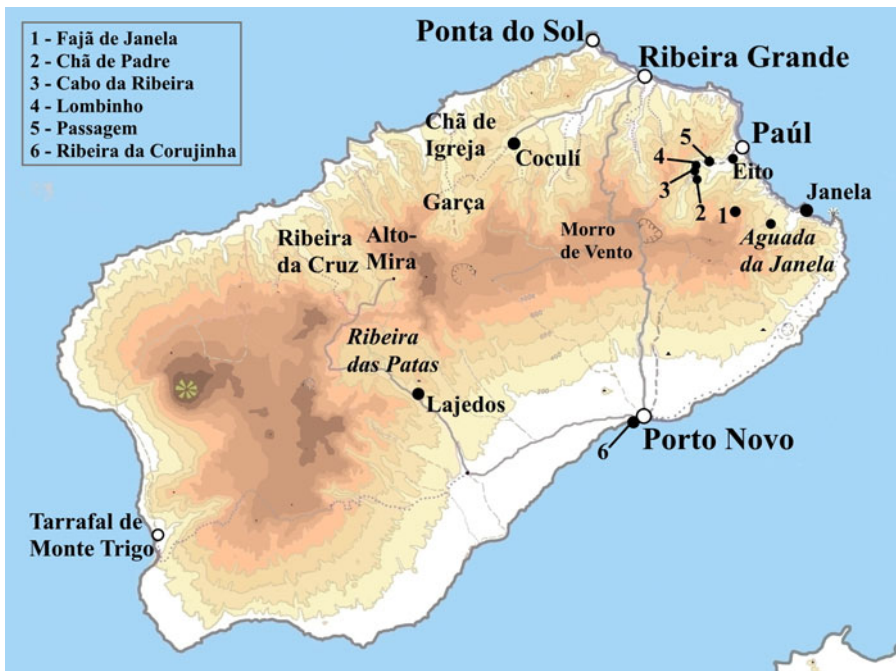 1 - Fajã de Janela
2 - Chã de Padre
3 - Cabo da Ribeira
4 - Lombinho
5 - Passagem
6 - Ribeira da Corujinha
Ponta do Sol
Ribeira Grande
Chã de
Igreja
Coculí
5
Paúl
4
Eito
3
2
Garça
1
Janela
Aguada
da Janela
Morro
de Vento
Ribeira
da Cruz
Alto-
Mira
Ribeira
das Patas
Lajedos
Porto Novo
6
Tarrafal de
Monte Trigo